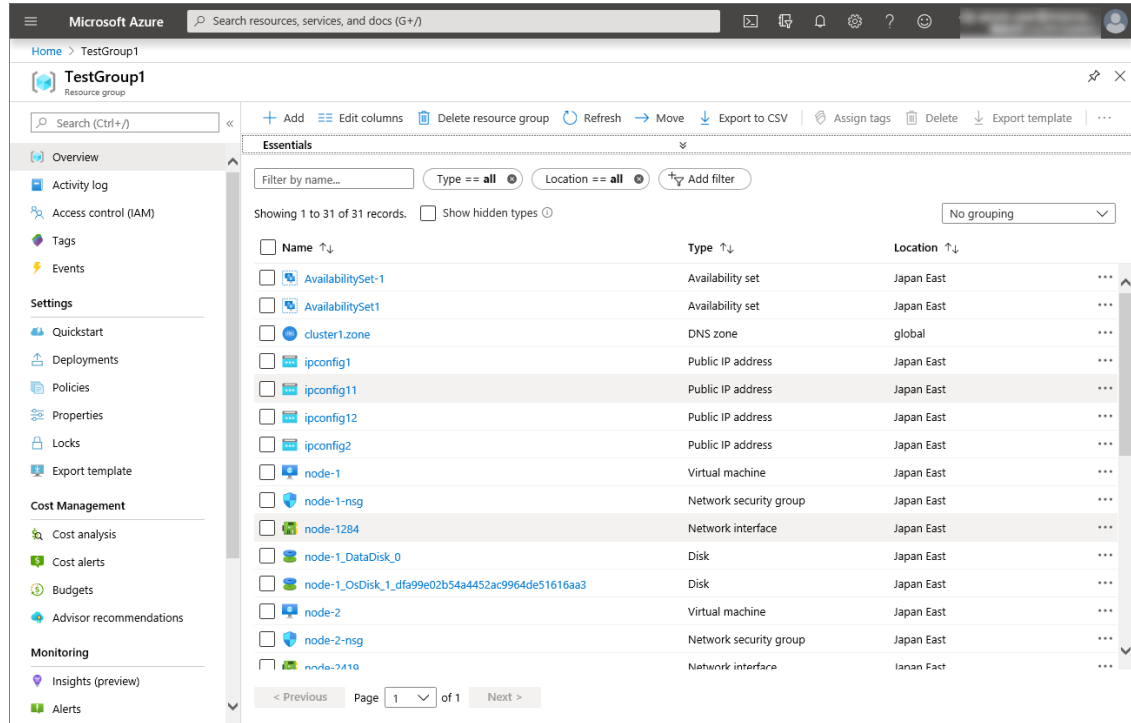 Microsoft Azure
Search resources, services, and docs (G+/)
Home > TestGroup1
TestGroup1
Resource group
Search (Ctrl+/)
«
Overview
Activity log
Access control (IAM)
Tags
Events
Settings
Quickstart
Deployments
Policies
Properties
Locks
Export template
Cost Management
Cost analysis
Cost alerts
Budgets
Advisor recommendations
Monitoring
Insights (preview)
Alerts
Add Edit columns Delete resource group Refresh Move Export to CSV Assign tags Delete Export template ...
Essentials
Filter by name... Type == all Location == all Add filter
Showing 1 to 31 of 31 records. Show hidden types No grouping
Name ↑↓ Type ↑↓ Location ↑↓
AvailabilitySet-1 Availability set Japan East ...
AvailabilitySet1 Availability set Japan East ...
cluster1.zone DNS zone global ...
ipconfig1 Public IP address Japan East ...
ipconfig11 Public IP address Japan East ...
ipconfig12 Public IP address Japan East ...
ipconfig2 Public IP address Japan East ...
node-1 Virtual machine Japan East ...
node-1-nsg Network security group Japan East ...
node-1284 Network interface Japan East ...
node-1_DataDisk_0 Disk Japan East ...
node-1_OsDisk_1_dfa99e02b54a4452ac9964de51616aa3 Disk Japan East ...
node-2 Virtual machine Japan East ...
node-2-nsg Network security group Japan East ...
node-2419 Network interface Japan East ...
< Previous Page 1 of 1 Next >